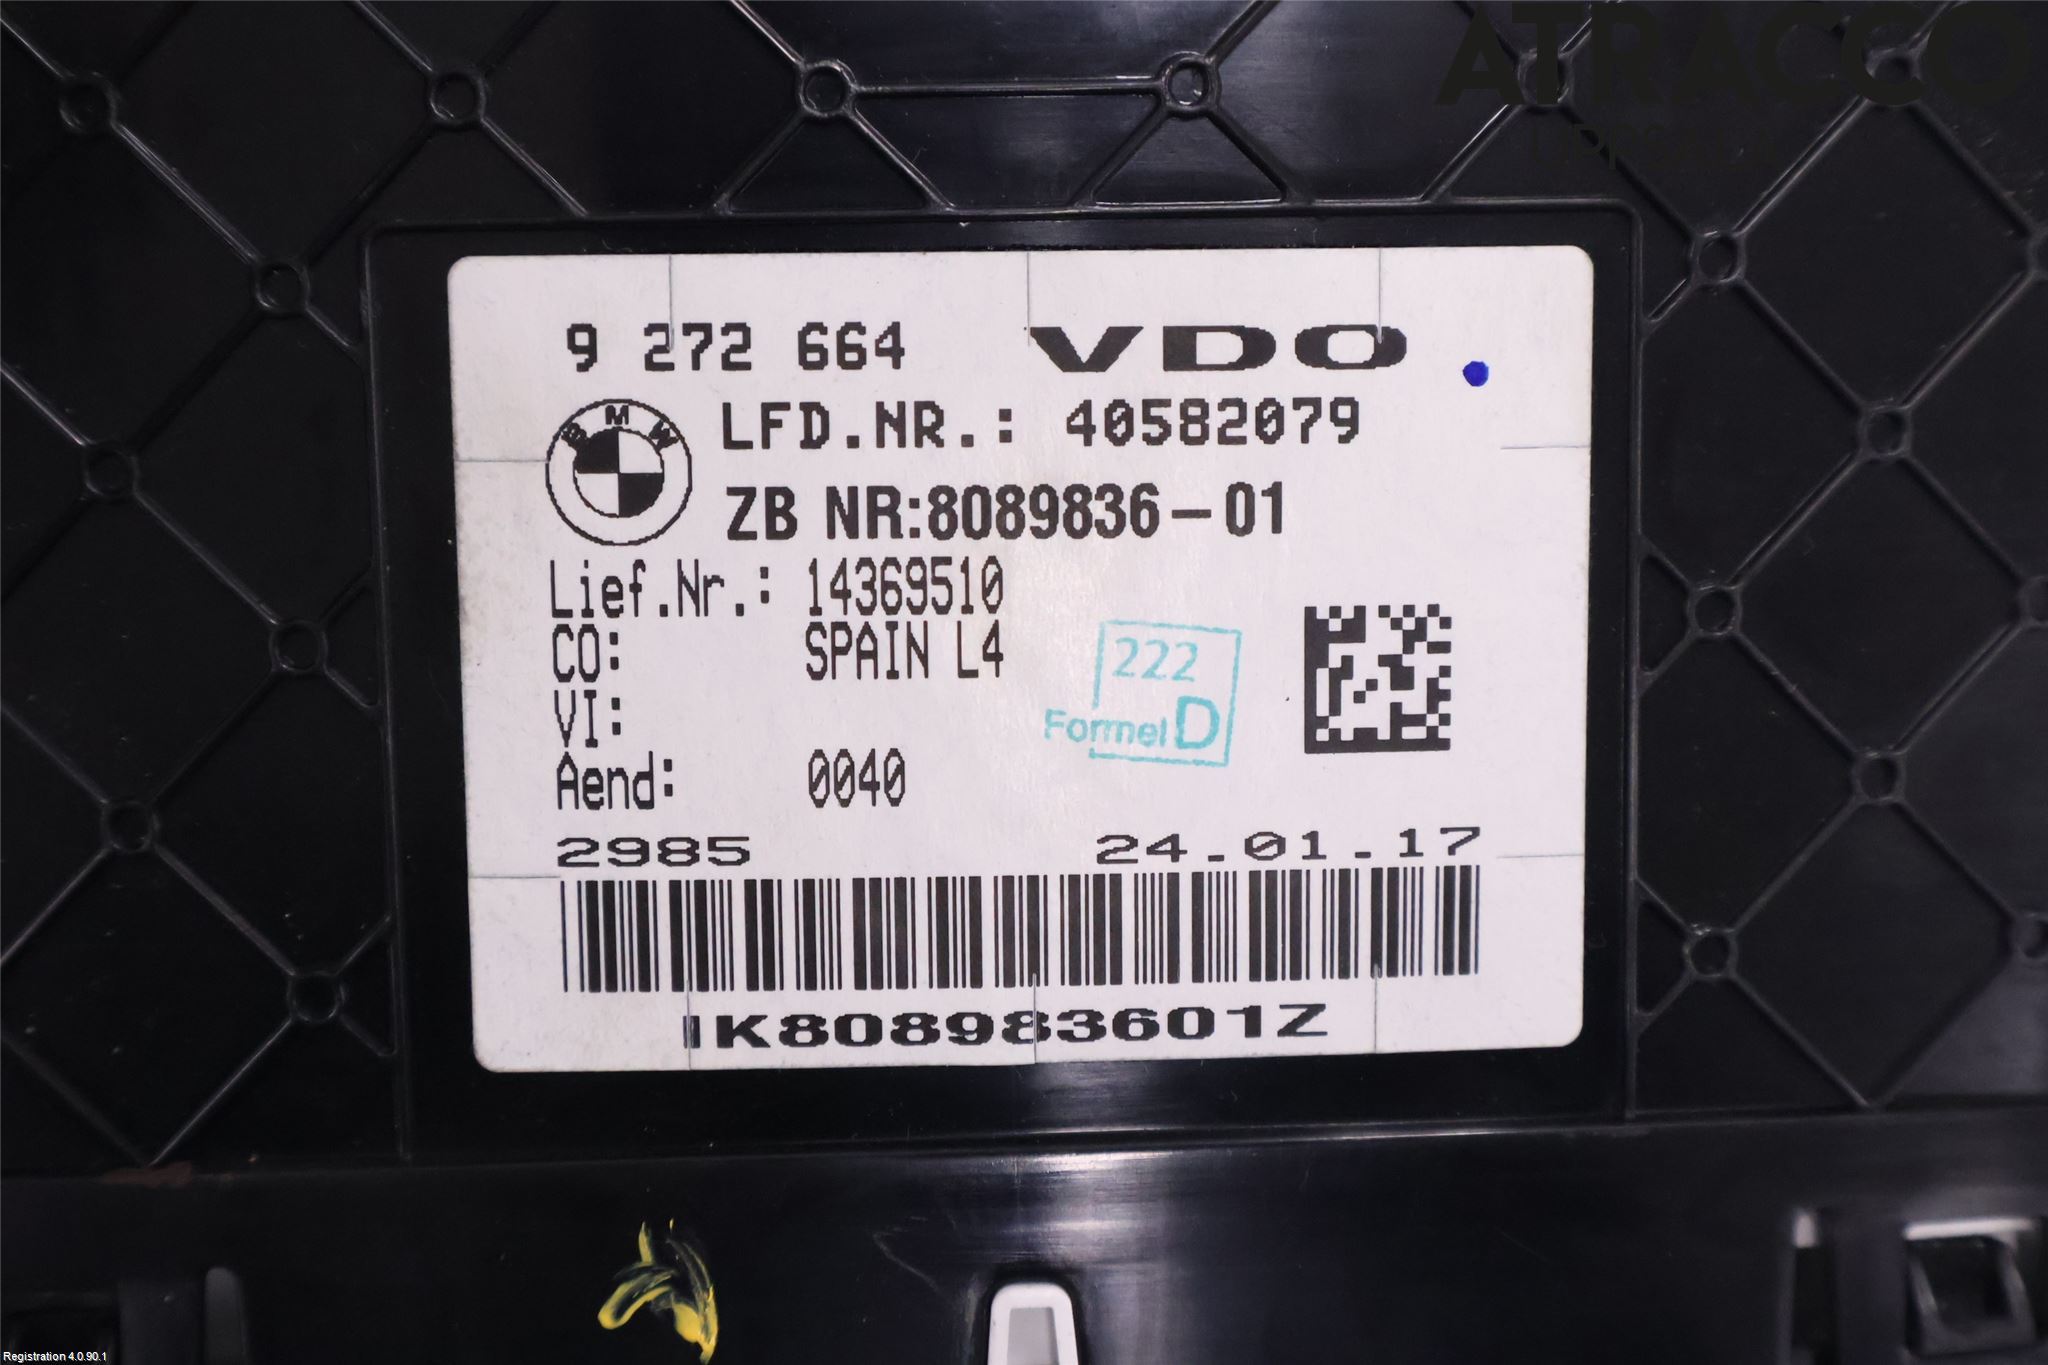 ATRACCO
9 272 664 VDO
BMW
LFD.NR.: 40582079
ZB NR:8089836-01
Lief.Nr.: 14369510
CO: SPAIN L4
222
Formel D
VI:
Aend: 0040
2985 24.01.17
IK808983601Z
Registration 4.0.90.1